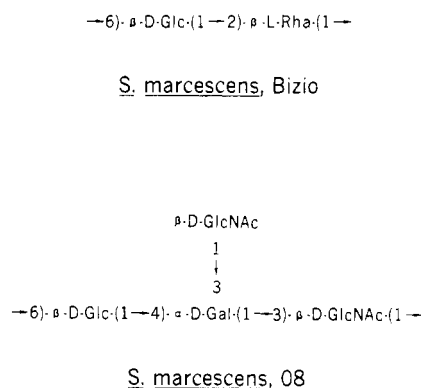 →6)-β-D-Glc-(1→2)-β-L-Rha-(1→
S. marcescens, Bizio
β-D-GlcNAc
1
↓
3
→6)-β-D-Glc-(1→4)-α-D-Gal-(1→3)-β-D-GlcNAc-(1→
S. marcescens, 08